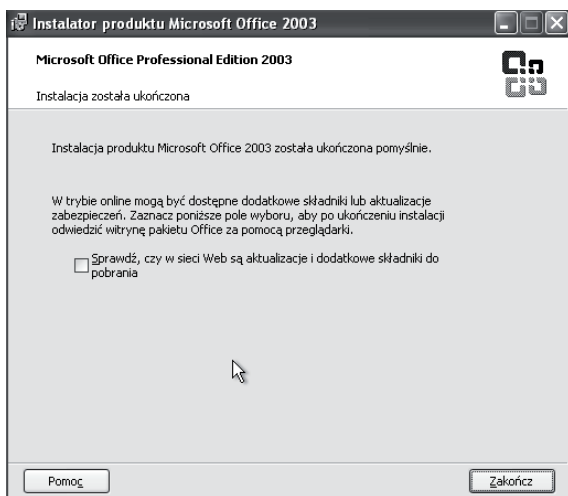 Instalator produktu Microsoft Office 2003
Microsoft Office Professional Edition 2003
Instalacja została ukończona
Instalacja produktu Microsoft Office 2003 została ukończona pomyślnie.
W trybie online mogą być dostępne dodatkowe składniki lub aktualizacje
zabezpieczeń. Zaznacz poniższe pole wyboru, aby po ukończeniu instalacji
odwiedzić witrynę pakietu Office za pomocą przeglądarki.
Sprawdź, czy w sieci Web są aktualizacje i dodatkowe składniki do
pobrania
Pomoc
Zakończ